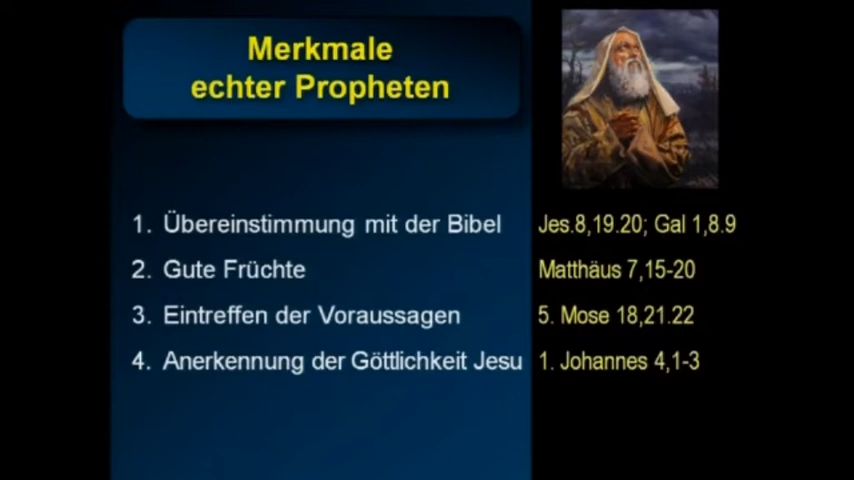 Merkmale
echter Propheten
1. Übereinstimmung mit der Bibel Jes.8,19.20; Gal 1,8.9
2. Gute Früchte Matthäus 7,15-20
3. Eintreffen der Voraussagen 5. Mose 18,21.22
4. Anerkennung der Göttlichkeit Jesu 1. Johannes 4,1-3